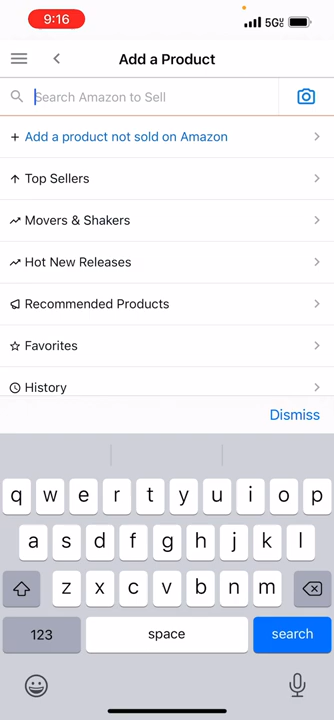 9:16
5G
Add a Product
Search Amazon to Sell
+ Add a product not sold on Amazon
Top Sellers
Movers & Shakers
Hot New Releases
Recommended Products
Favorites
History
Dismiss
q w e r t y u i o p
a s d f g h j k l
z x c v b n m
123 space search